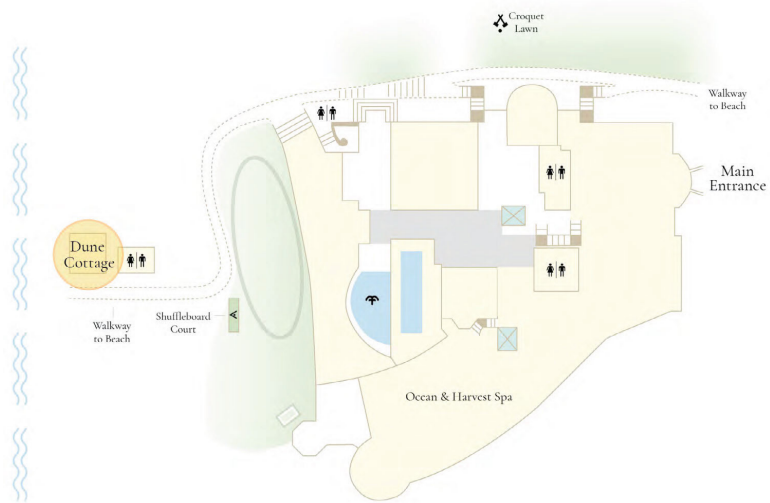 Croquet
Lawn
Walkway
to Beach
Main
Entrance
Dune
Cottage
Walkway
to Beach
Shuffleboard
Court
Ocean & Harvest Spa